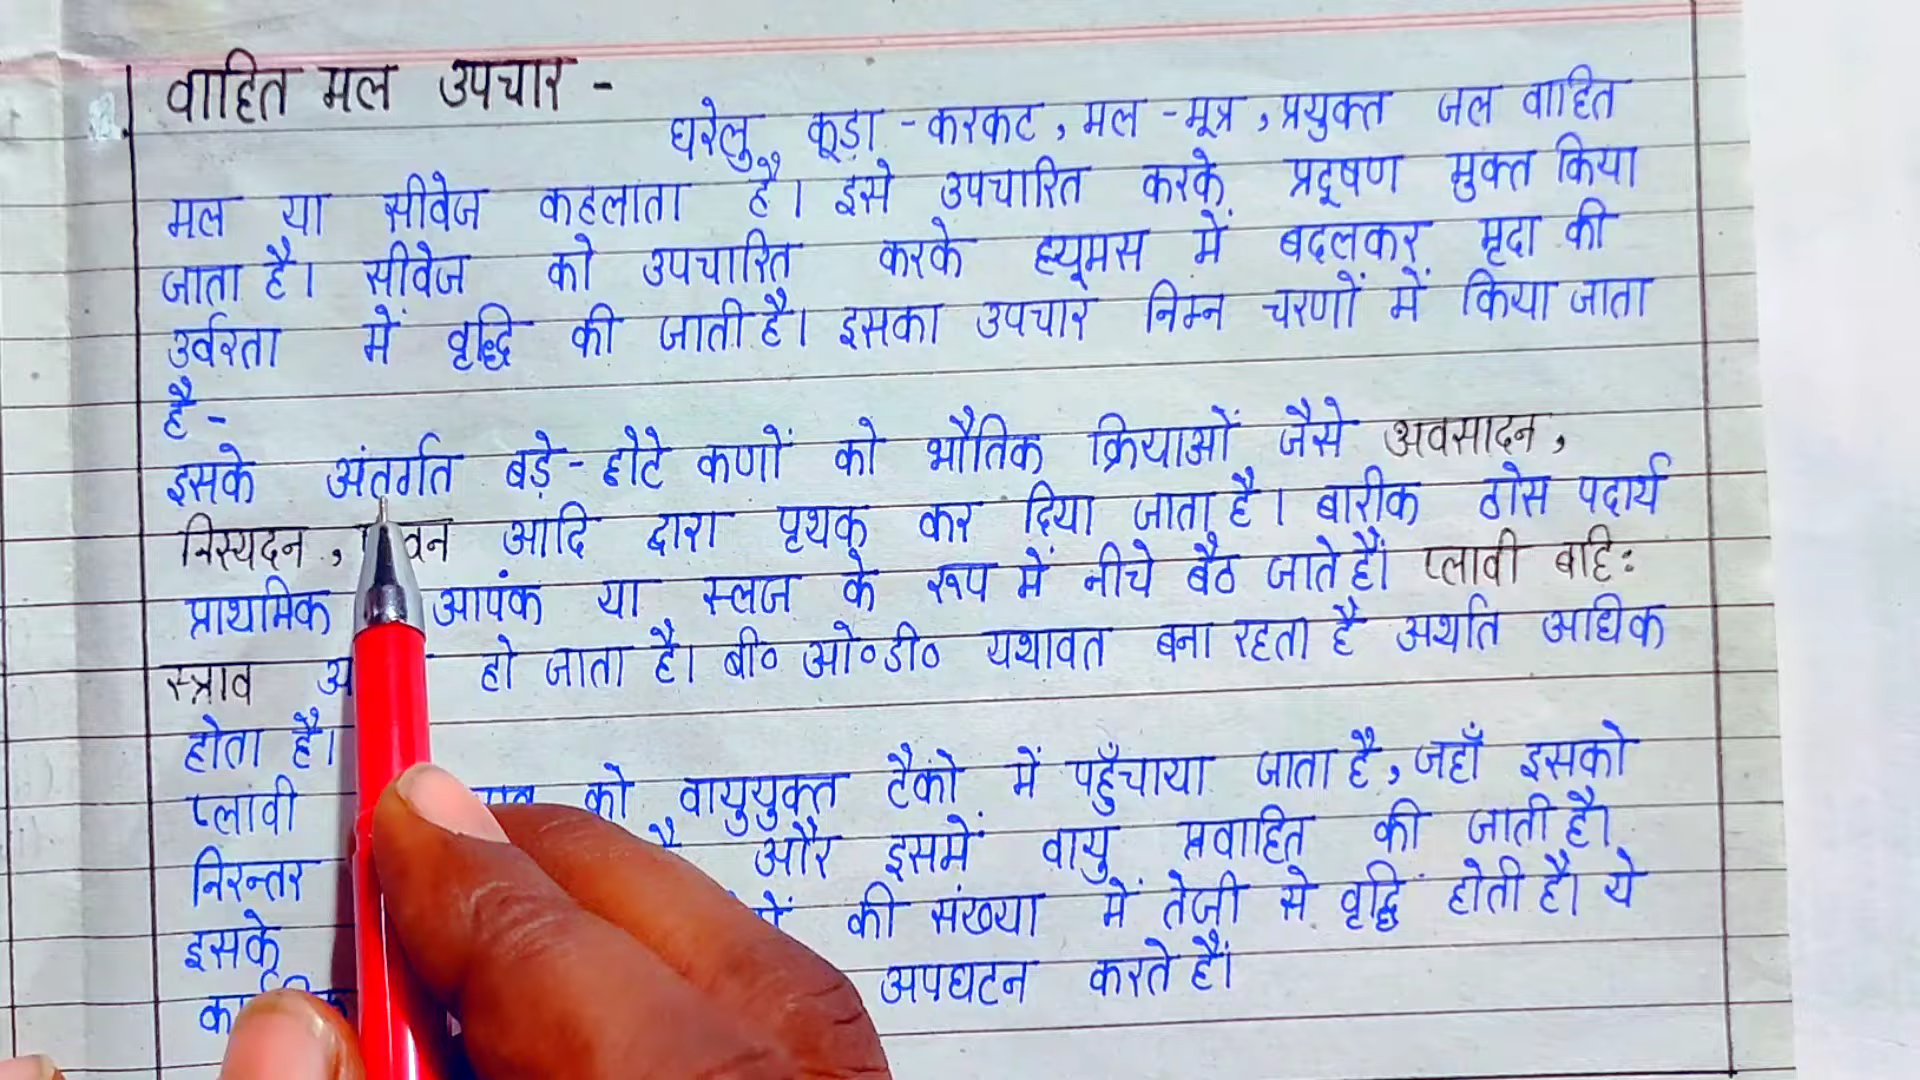 वाहित मल उपचार -
घरेलु कूड़ा - करकट, मल - मूत्र, प्रयुक्त जल वाहित
मल या सीवेज कहलाता है। इसे उपचारित करके प्रदूषण मुक्त किया
जाता है। सीवेज को उपचारित करके ह्यूमस में बदलकर मृदा की
उर्वरता में वृद्धि की जाती है। इसका उपचार निम्न चरणों में किया जाता
है -
इसके अंतर्गत बड़े - छोटे कणों को भौतिक क्रियाओं जैसे अवसादन,
निस्यदन, आदि द्वारा पृथक कर दिया जाता है। बारीक ठोस पदार्थ
प्राथमिक आपंक या स्लज के रूप में नीचे बैठ जाते हैं। प्लावी बहिः
स्त्राव हो जाता है। बी० ओ०डी० यथावत बना रहता है अर्थात अधिक
होता है।
प्लावी को वायुयुक्त टैंको में पहुँचाया जाता है, जहाँ इसको
निरन्तर और इसमें वायु प्रवाहित की जाती है।
इसके की संख्या में तेजी से वृद्धि होती है। ये
अपघटन करते हैं।